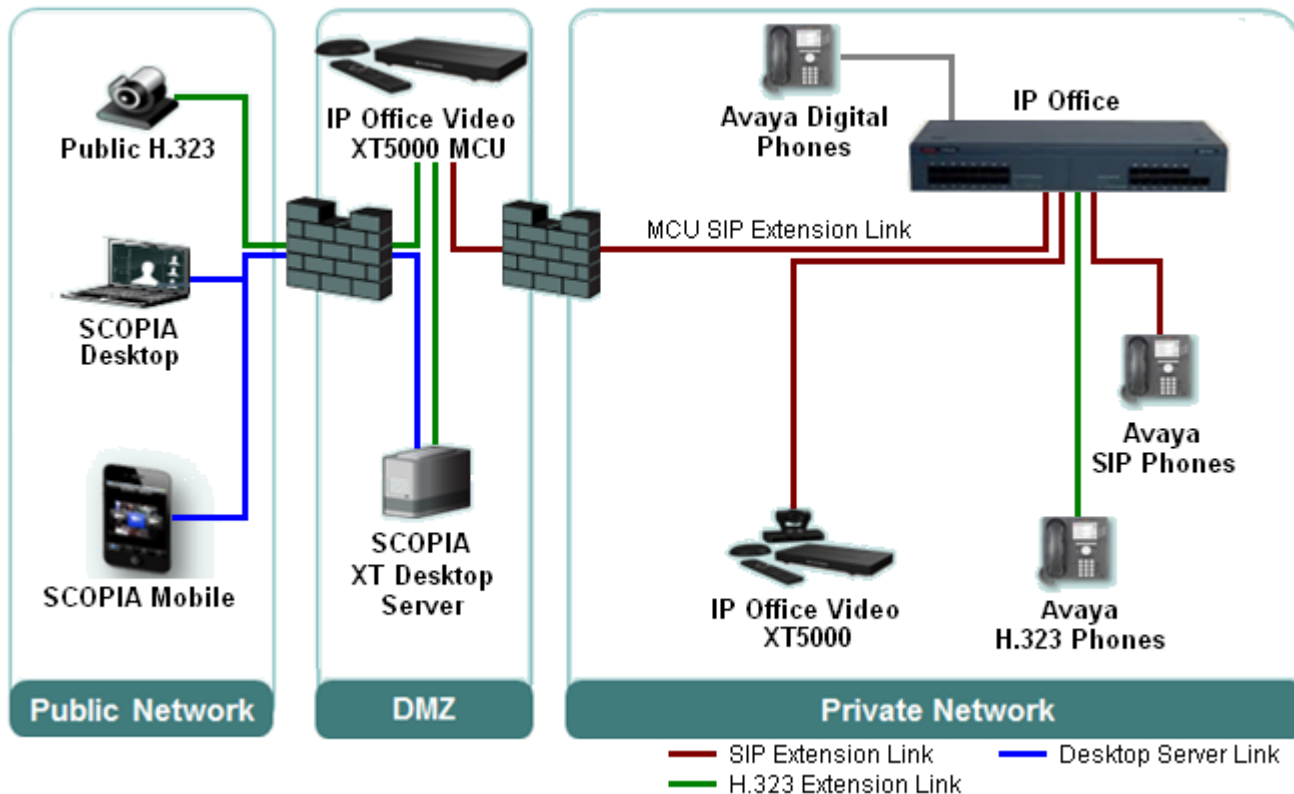 Public H.323
SCOPIA
Desktop
SCOPIA Mobile
Public Network
IP Office Video
XT5000 MCU
SCOPIA
XT Desktop
Server
DMZ
Avaya Digital
Phones
IP Office
MCU SIP Extension Link
Avaya
SIP Phones
IP Office Video
XT5000
Avaya
H.323 Phones
Private Network
SIP Extension Link
Desktop Server Link
H.323 Extension Link